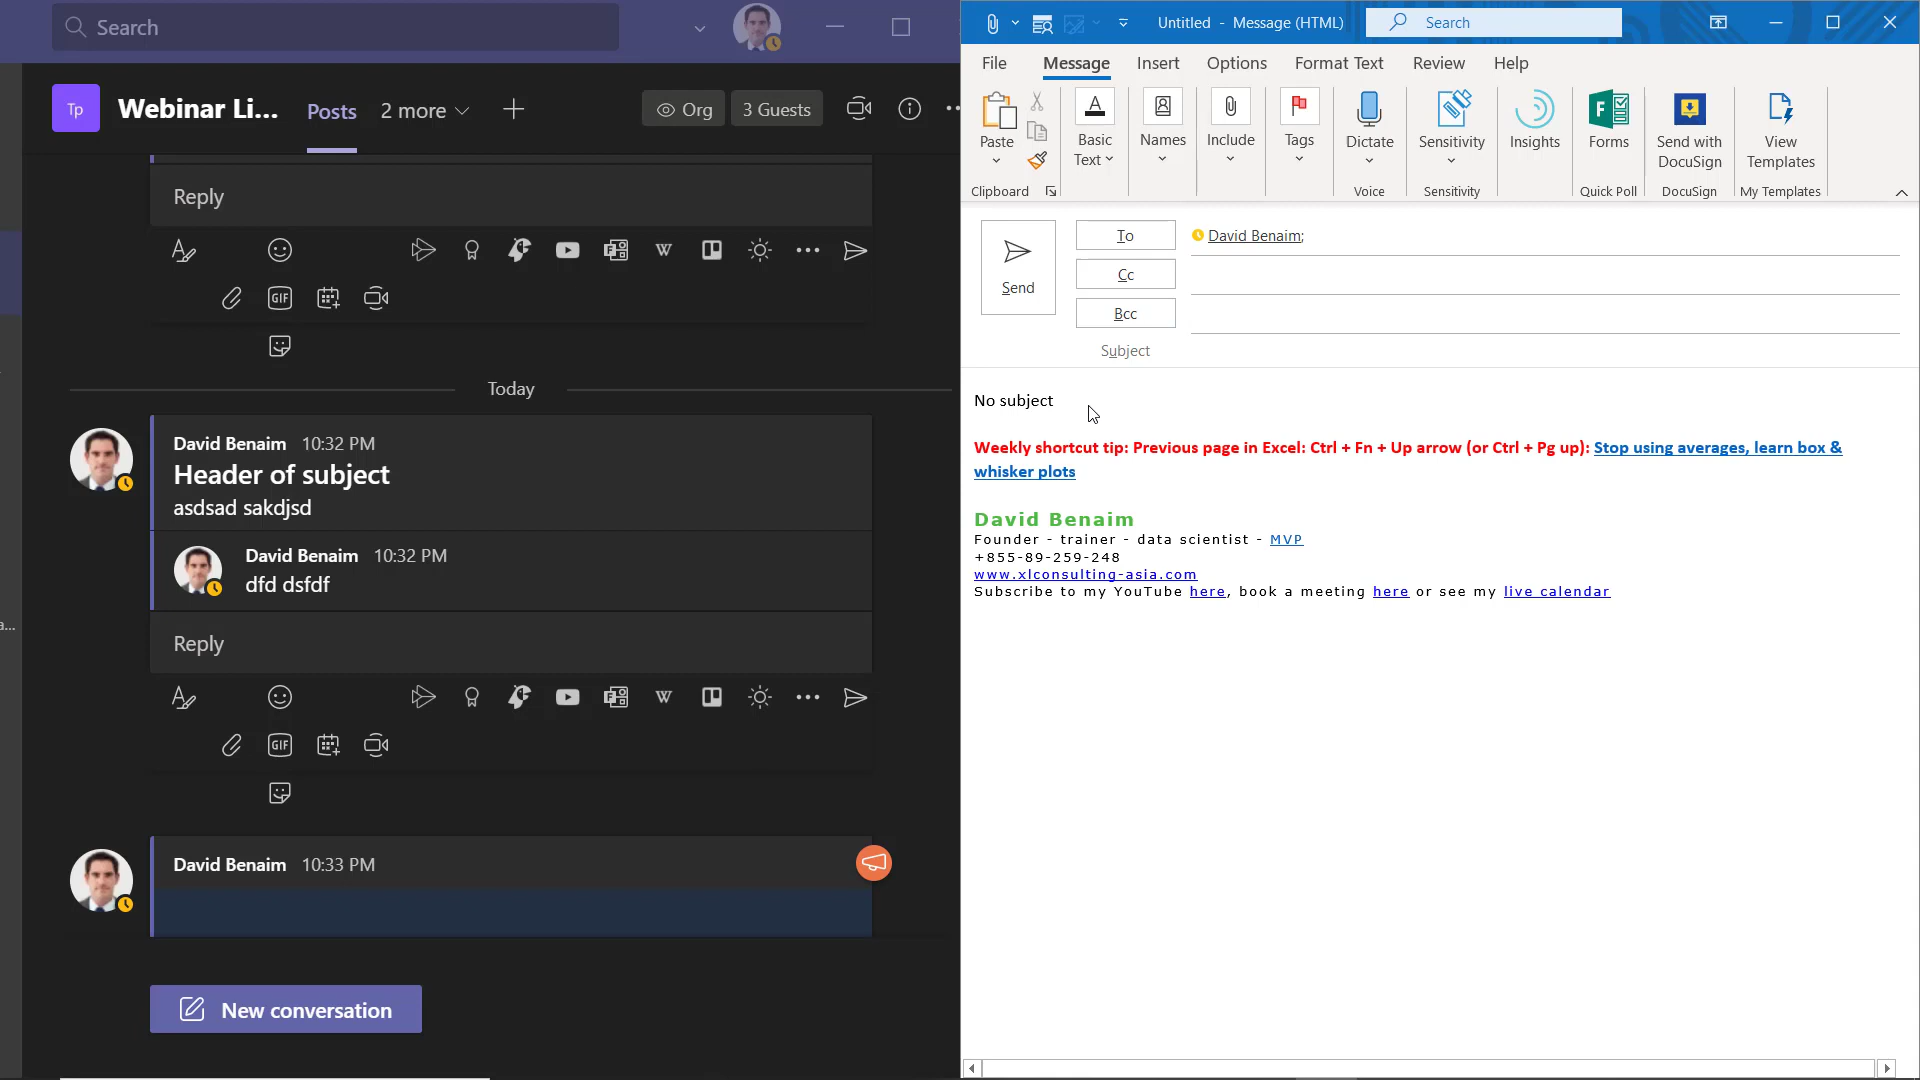 Search
Tp
Webinar Li...
Posts
2 more
Org
3 Guests
Reply
GIF
W
Today
David Benaim 10:32 PM
Header of subject
asdsad sakdjsd
David Benaim 10:32 PM
dfd dsfdf
Reply
W
GIF
a...
David Benaim 10:33 PM
New conversation
Untitled - Message (HTML)
Search
File Message Insert Options Format Text Review Help
Paste
Basic Text
Names
Include
Tags
Dictate
Sensitivity
Insights
Forms
Send with DocuSign
View Templates
Clipboard
Voice
Sensitivity
Quick Poll
DocuSign
My Templates
Send
To
David Benaim;
Cc
Bcc
Subject
No subject
Weekly shortcut tip: Previous page in Excel: Ctrl + Fn + Up arrow (or Ctrl + Pg up): Stop using averages, learn box &
whisker plots
David Benaim
Founder - trainer - data scientist - MVP
+855-89-259-248
www.xlconsulting-asia.com
Subscribe to my YouTube here, book a meeting here or see my live calendar